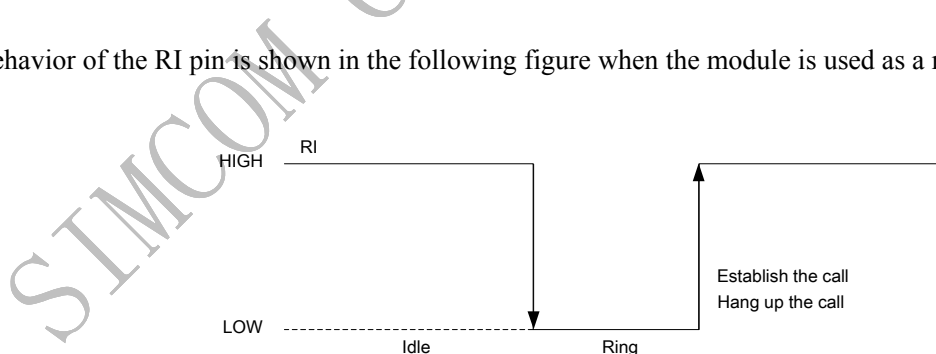 ehavior of the RI pin is shown in the following figure when the module is used as a
RI
HIGH
Establish the call
Hang up the call
LOW
Idle
Ring
SIMCOM